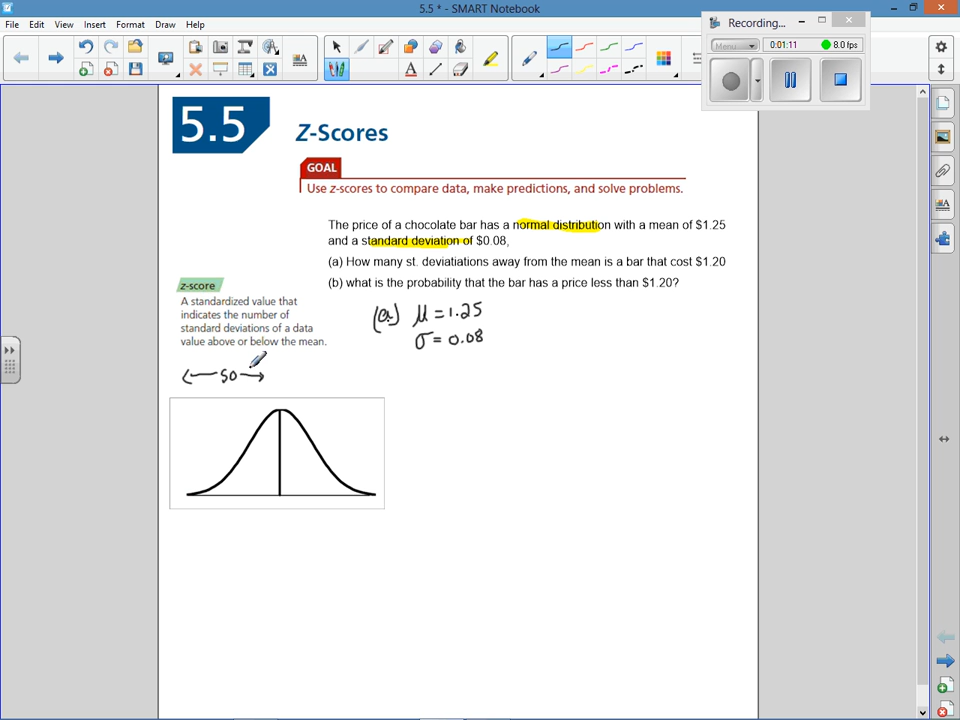 5.5 * - SMART Notebook
Recording...
File Edit View Insert Format Draw Help
Menu
0:01:11
8.0 fps
5.5
Z-Scores
GOAL
Use z-scores to compare data, make predictions, and solve problems.
The price of a chocolate bar has a normal distribution with a mean of $1.25
and a standard deviation of $0.08,
(a) How many st. deviatiations away from the mean is a bar that cost $1.20
(b) what is the probability that the bar has a price less than $1.20?
z-score
A standardized value that
indicates the number of
standard deviations of a data
value above or below the mean.
(a) μ = 1.25
σ = 0.08
50